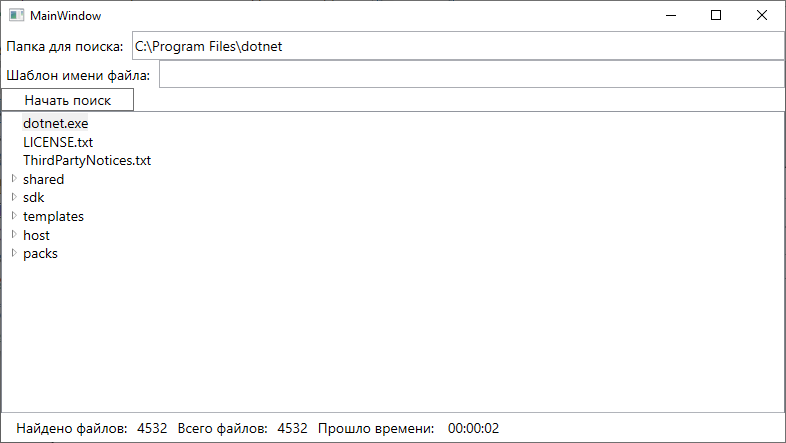 MainWindow
Папка для поиска: C:\Program Files\dotnet
Шаблон имени файла:
Начать поиск
dotnet.exe
LICENSE.txt
ThirdPartyNotices.txt
shared
sdk
templates
host
packs
Найдено файлов: 4532 Всего файлов: 4532 Прошло времени: 00:00:02